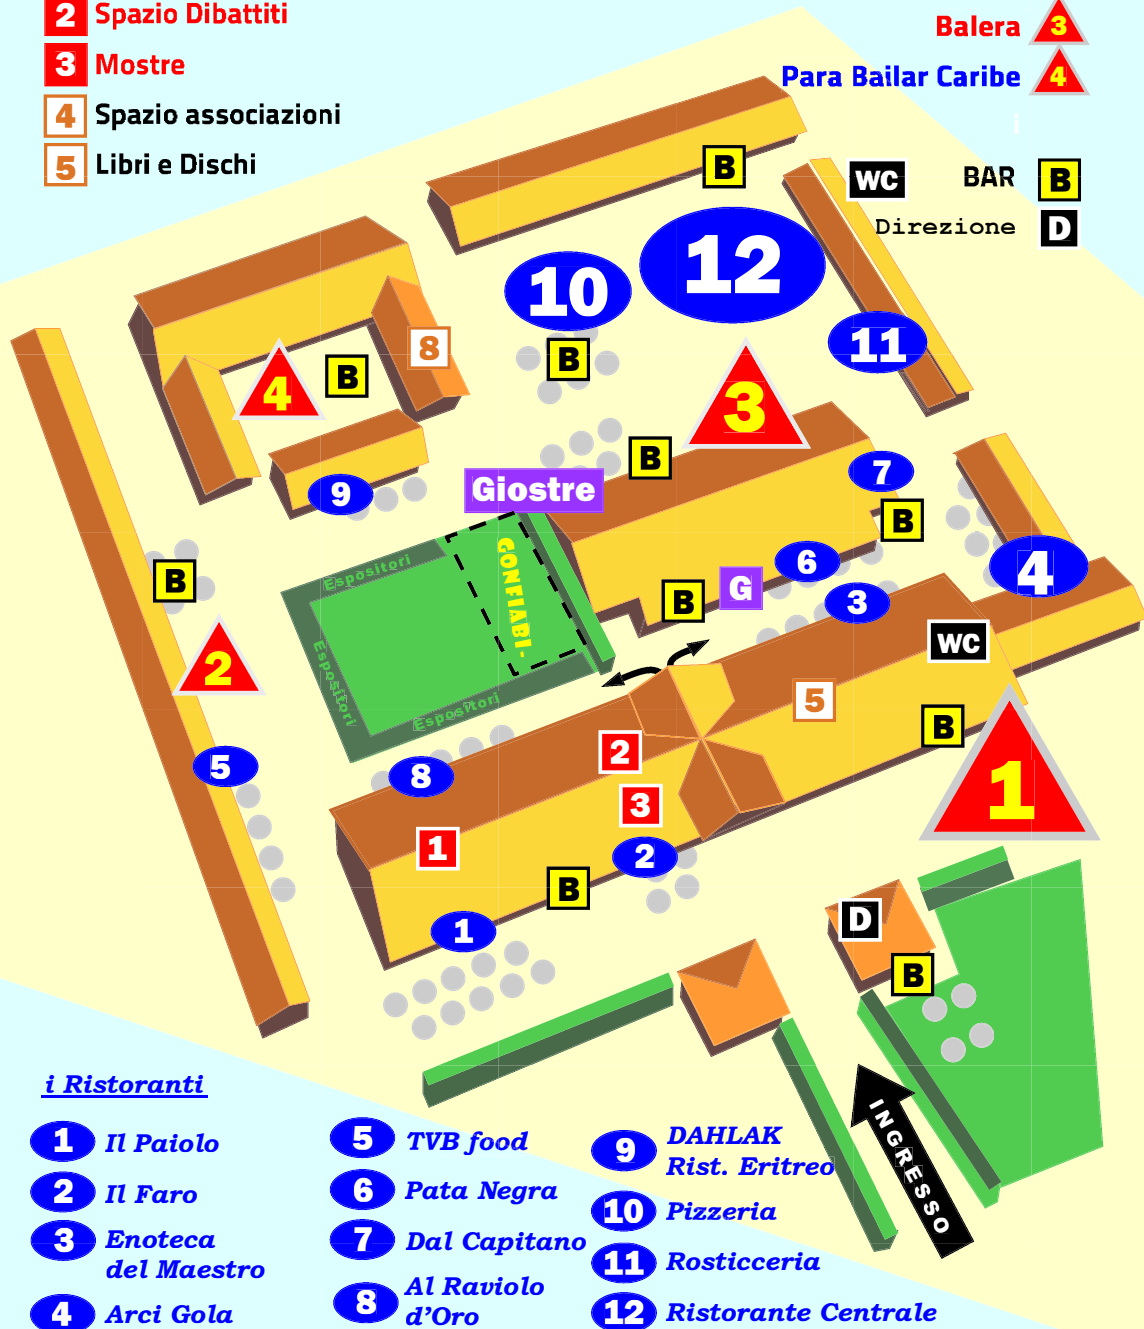 2 Spazio Dibattiti
3 Mostre
4 Spazio associazioni
5 Libri e Dischi
Balera 3
Para Bailar Caribe 4
WC
BAR B
Direzione D
B
12
10
11
B
8
B
4
3
B
7
9
Giostre
B
4
6
Espositori
GONFIABI-
B
G
3
B
WC
2
Espositori
5
Espositori
B
2
5
8
3
1
1
2
B
D
1
B
INGRESSO
i Ristoranti
1 Il Paiolo
2 Il Faro
3 Enoteca
del Maestro
4 Arci Gola
5 TVB food
6 Pata Negra
7 Dal Capitano
8 Al Raviolo
d'Oro
9 DAHLAK
Rist. Eritreo
10 Pizzeria
11 Rosticceria
12 Ristorante Centrale